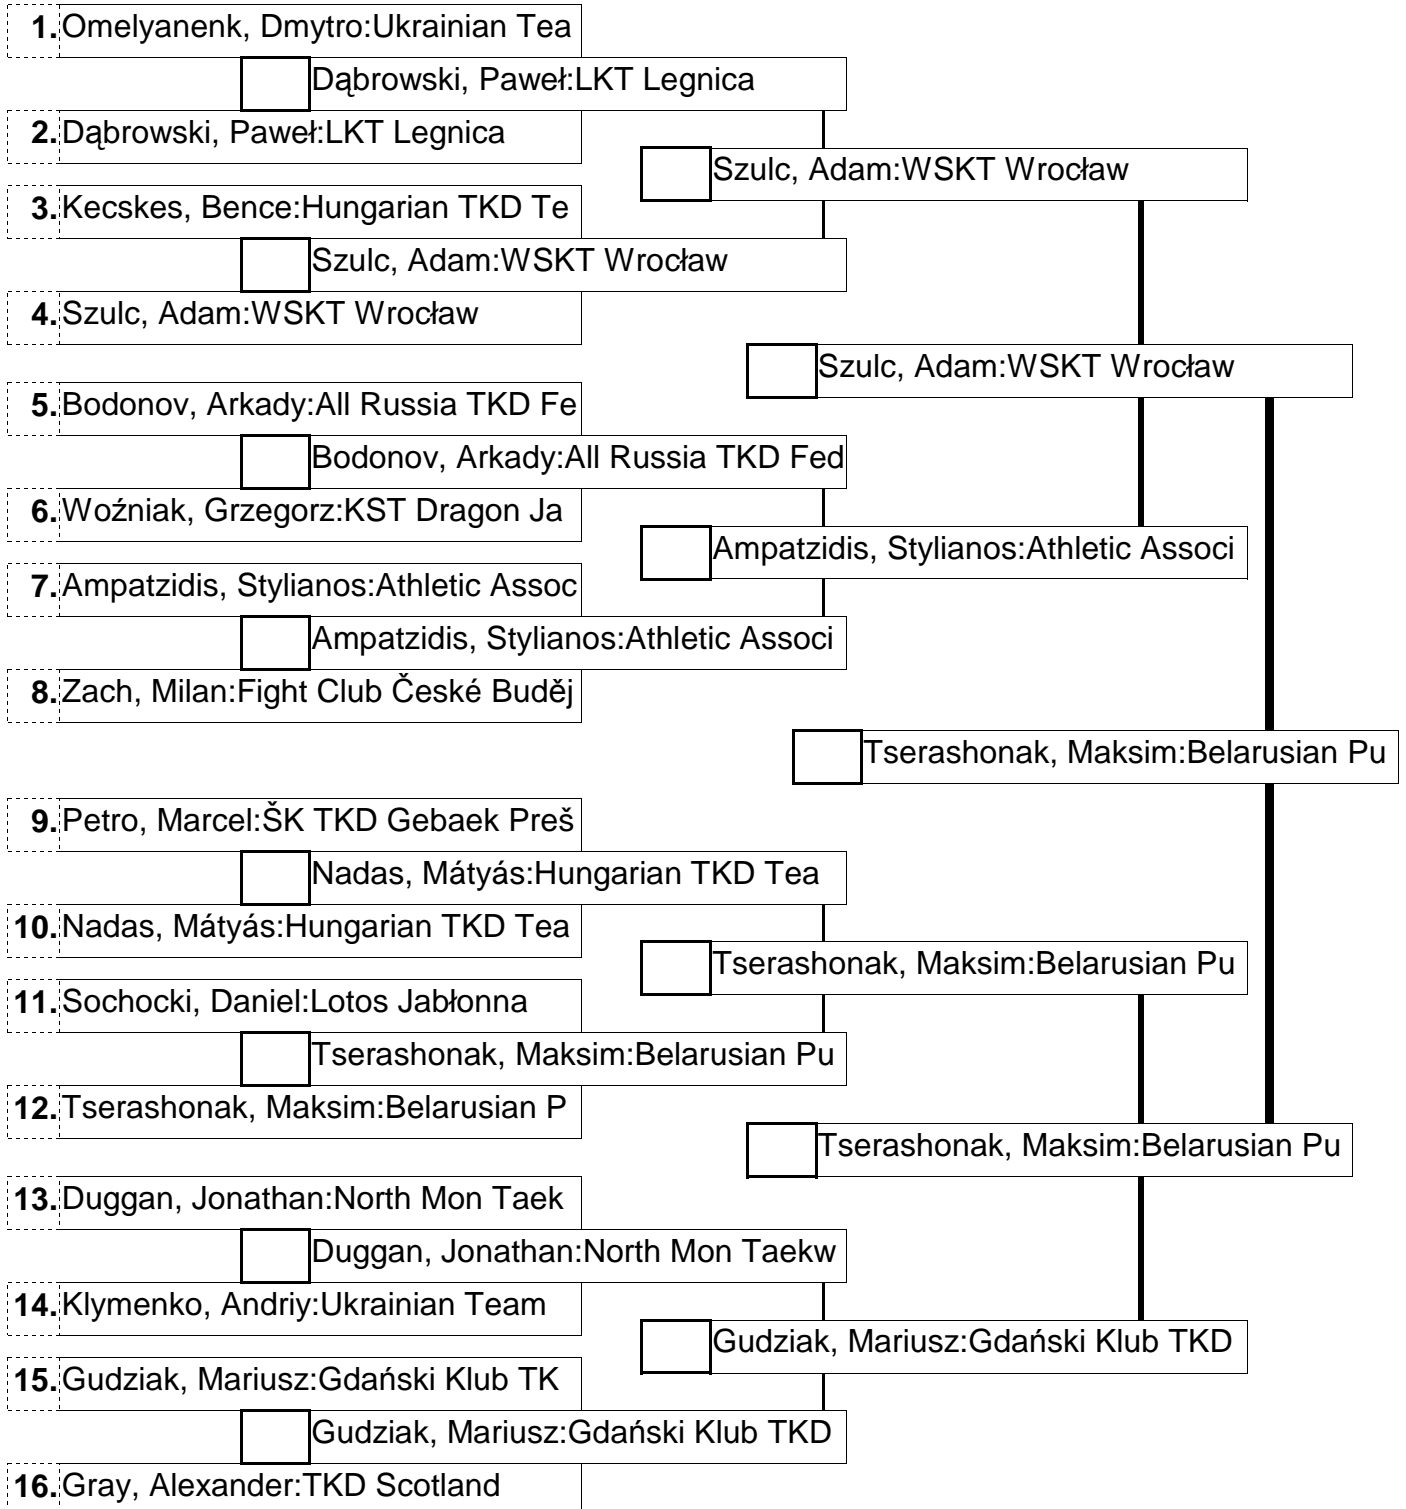 1. Omelyanenk, Dmytro:Ukrainian Tea
Dąbrowski, Paweł:LKT Legnica
2. Dąbrowski, Paweł:LKT Legnica
Szulc, Adam:WSKT Wrocław
3. Kecskes, Bence:Hungarian TKD Te
Szulc, Adam:WSKT Wrocław
4. Szulc, Adam:WSKT Wrocław
Szulc, Adam:WSKT Wrocław
5. Bodonov, Arkady:All Russia TKD Fe
Bodonov, Arkady:All Russia TKD Fed
6. Woźniak, Grzegorz:KST Dragon Ja
Ampatzidis, Stylianos:Athletic Associ
7. Ampatzidis, Stylianos:Athletic Assoc
Ampatzidis, Stylianos:Athletic Associ
8. Zach, Milan:Fight Club České Buděj
Tserashonak, Maksim:Belarusian Pu
9. Petro, Marcel:ŠK TKD Gebaek Preš
Nadas, Mátyás:Hungarian TKD Tea
10. Nadas, Mátyás:Hungarian TKD Tea
Tserashonak, Maksim:Belarusian Pu
11. Sochocki, Daniel:Lotos Jabłonna
Tserashonak, Maksim:Belarusian Pu
12. Tserashonak, Maksim:Belarusian P
Tserashonak, Maksim:Belarusian Pu
13. Duggan, Jonathan:North Mon Taek
Duggan, Jonathan:North Mon Taekw
14. Klymenko, Andriy:Ukrainian Team
Gudziak, Mariusz:Gdański Klub TKD
15. Gudziak, Mariusz:Gdański Klub TK
Gudziak, Mariusz:Gdański Klub TKD
16. Gray, Alexander:TKD Scotland